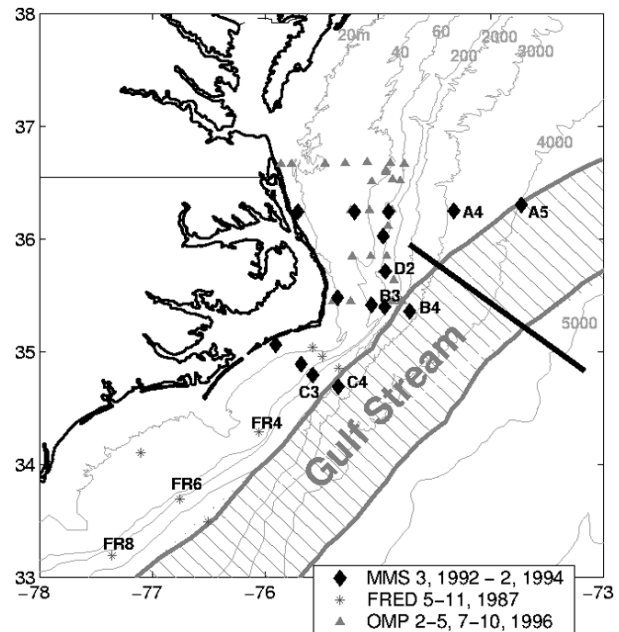 38
37
36
35
34
33
−78
−77
−76
−73
20m
40
60
200
2000
3000
4000
5000
A4
A5
D2
B3
B4
C3
C4
FR4
FR6
FR8
Gulf Stream
MMS 3, 1992 − 2, 1994
FRED 5−11, 1987
OMP 2−5, 7−10, 1996